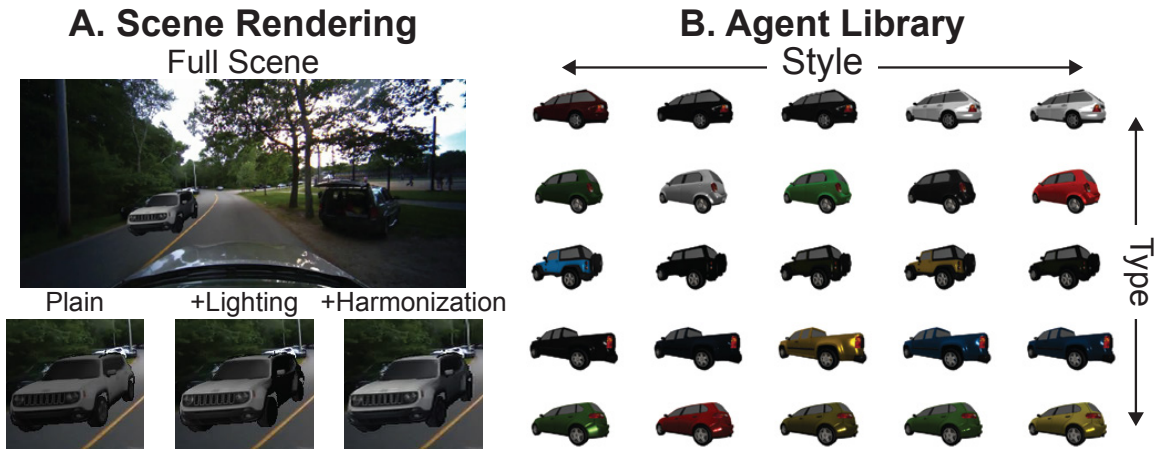 A. Scene Rendering
Full Scene
Plain
+Lighting
+Harmonization
B. Agent Library
Style
Type